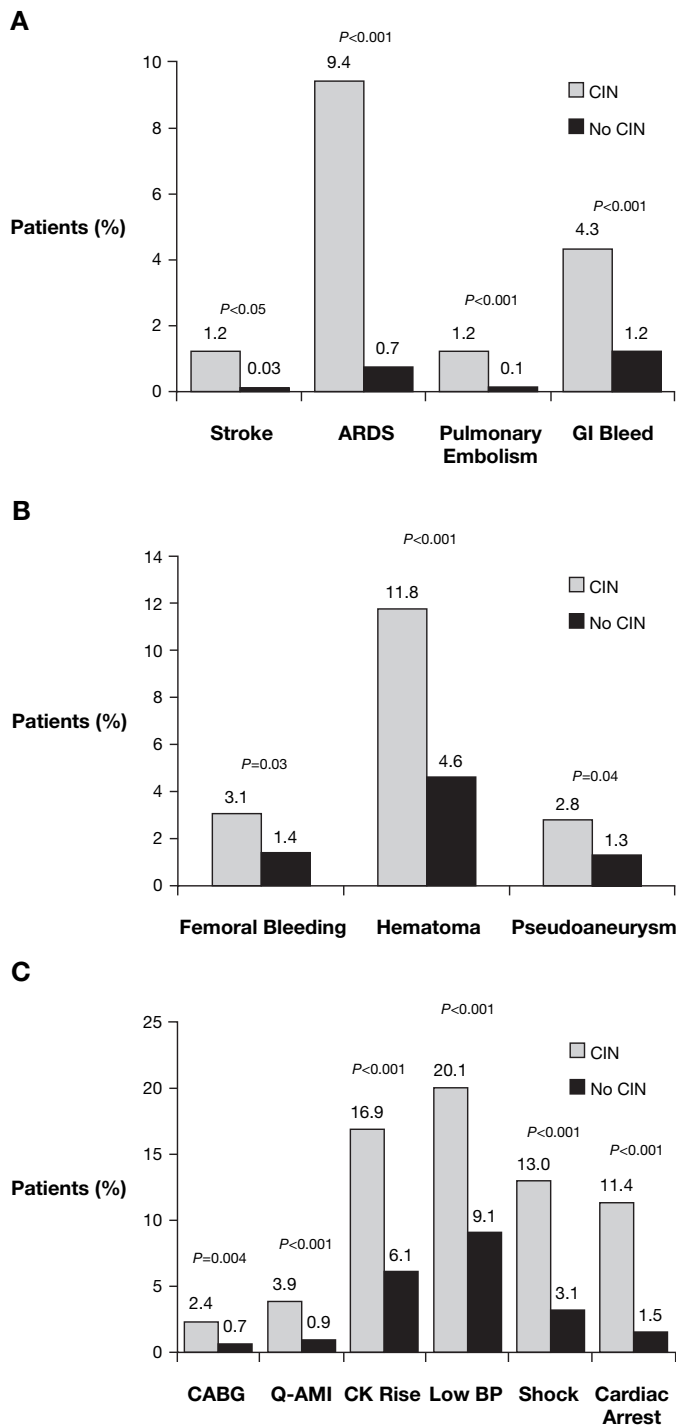 A
P<0.001
10
9.4
CIN
No CIN
8
6
Patients (%)
P<0.001
4.3
4
P<0.05
P<0.001
2
1.2
0.03
0.7
1.2
0.1
1.2
0
Stroke
ARDS
Pulmonary
Embolism
GI Bleed
B
P<0.001
14
CIN
No CIN
12
11.8
10
8
Patients (%)
6
P=0.03
4.6
P=0.04
4
3.1
1.4
2.8
1.3
2
0
Femoral Bleeding
Hematoma
Pseudoaneurysm
C
P<0.001
25
CIN
No CIN
20
P<0.001
20.1
16.9
15
P<0.001
13.0
P<0.001
11.4
Patients (%)
10
9.1
P=0.004
P<0.001
6.1
5
2.4
0.7
3.9
0.9
3.1
1.5
0
CABG
Q-AMI
CK Rise
Low BP
Shock
Cardiac
Arrest